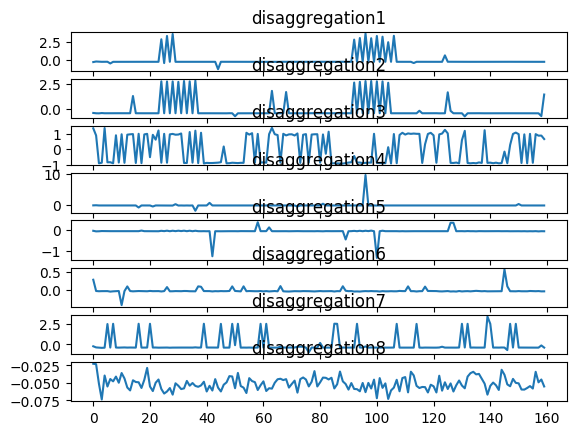 disaggregation1
2.5
0.0
disaggregation2
2.5
0.0
disaggregation3
1
0
−1
disaggregation4
10
0
disaggregation5
0
−1
disaggregation6
0.5
0.0
disaggregation7
2.5
0.0
disaggregation8
−0.025
−0.050
−0.075
0 20 40 60 80 100 120 140 160